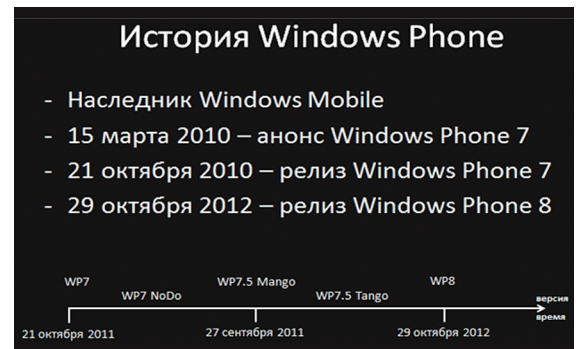 История Windows Phone
- Наследник Windows Mobile
- 15 марта 2010 – анонс Windows Phone 7
- 21 октября 2010 – релиз Windows Phone 7
- 29 октября 2012 – релиз Windows Phone 8
WP7 WP7.5 Mango WP8
WP7 NoDo WP7.5 Tango версия
время
21 октября 2011 27 сентября 2011 29 октября 2012